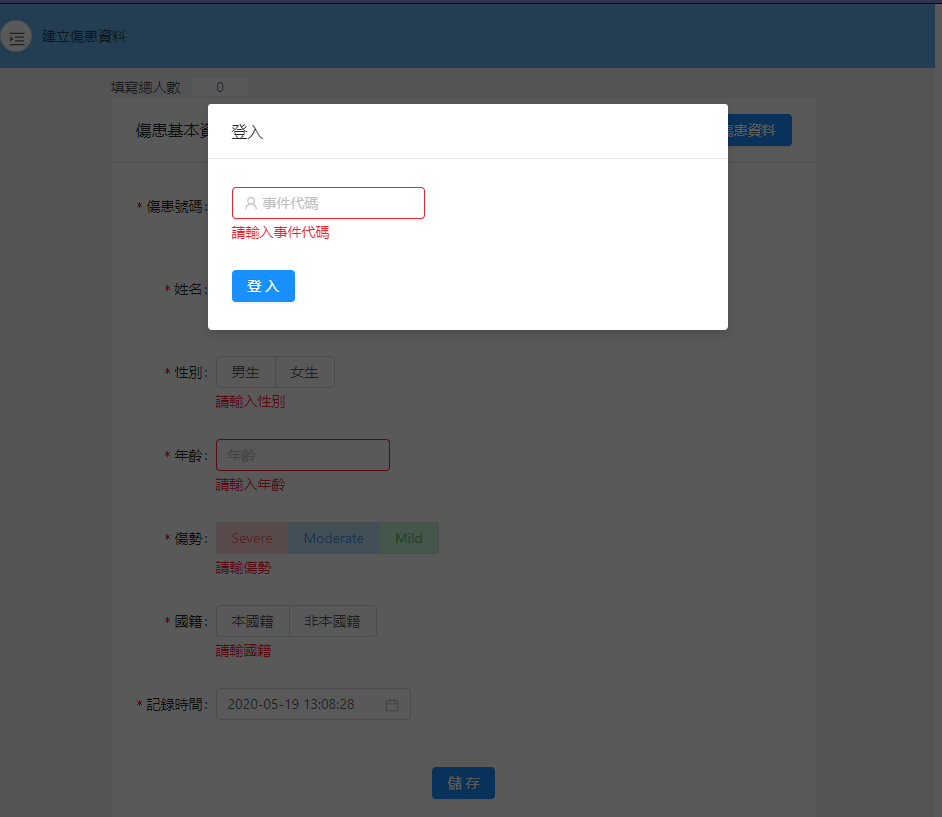 建立傷患資料
填寫總人數 0
傷患基本資
傷患資料
登入
事件代碼
請輸入事件代碼
登 入
* 傷患號碼:
* 姓名:
* 性別: 男生 女生
請輸入性別
* 年齡: 年齡
請輸入年齡
* 傷勢: Severe Moderate Mild
請輸傷勢
* 國籍: 本國籍 非本國籍
請輸國籍
* 記錄時間: 2020-05-19 13:08:28
儲 存